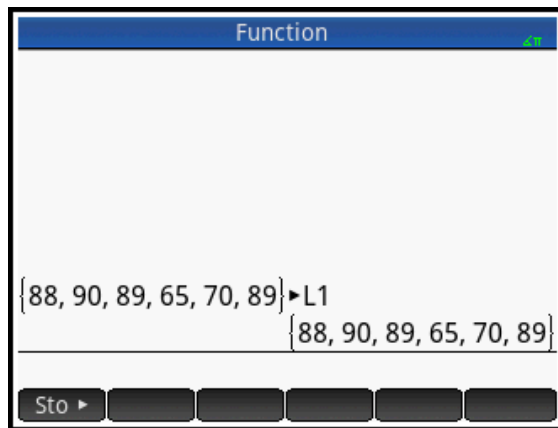 Function
∡π
{88, 90, 89, 65, 70, 89}▶L1
{88, 90, 89, 65, 70, 89}
Sto ▶